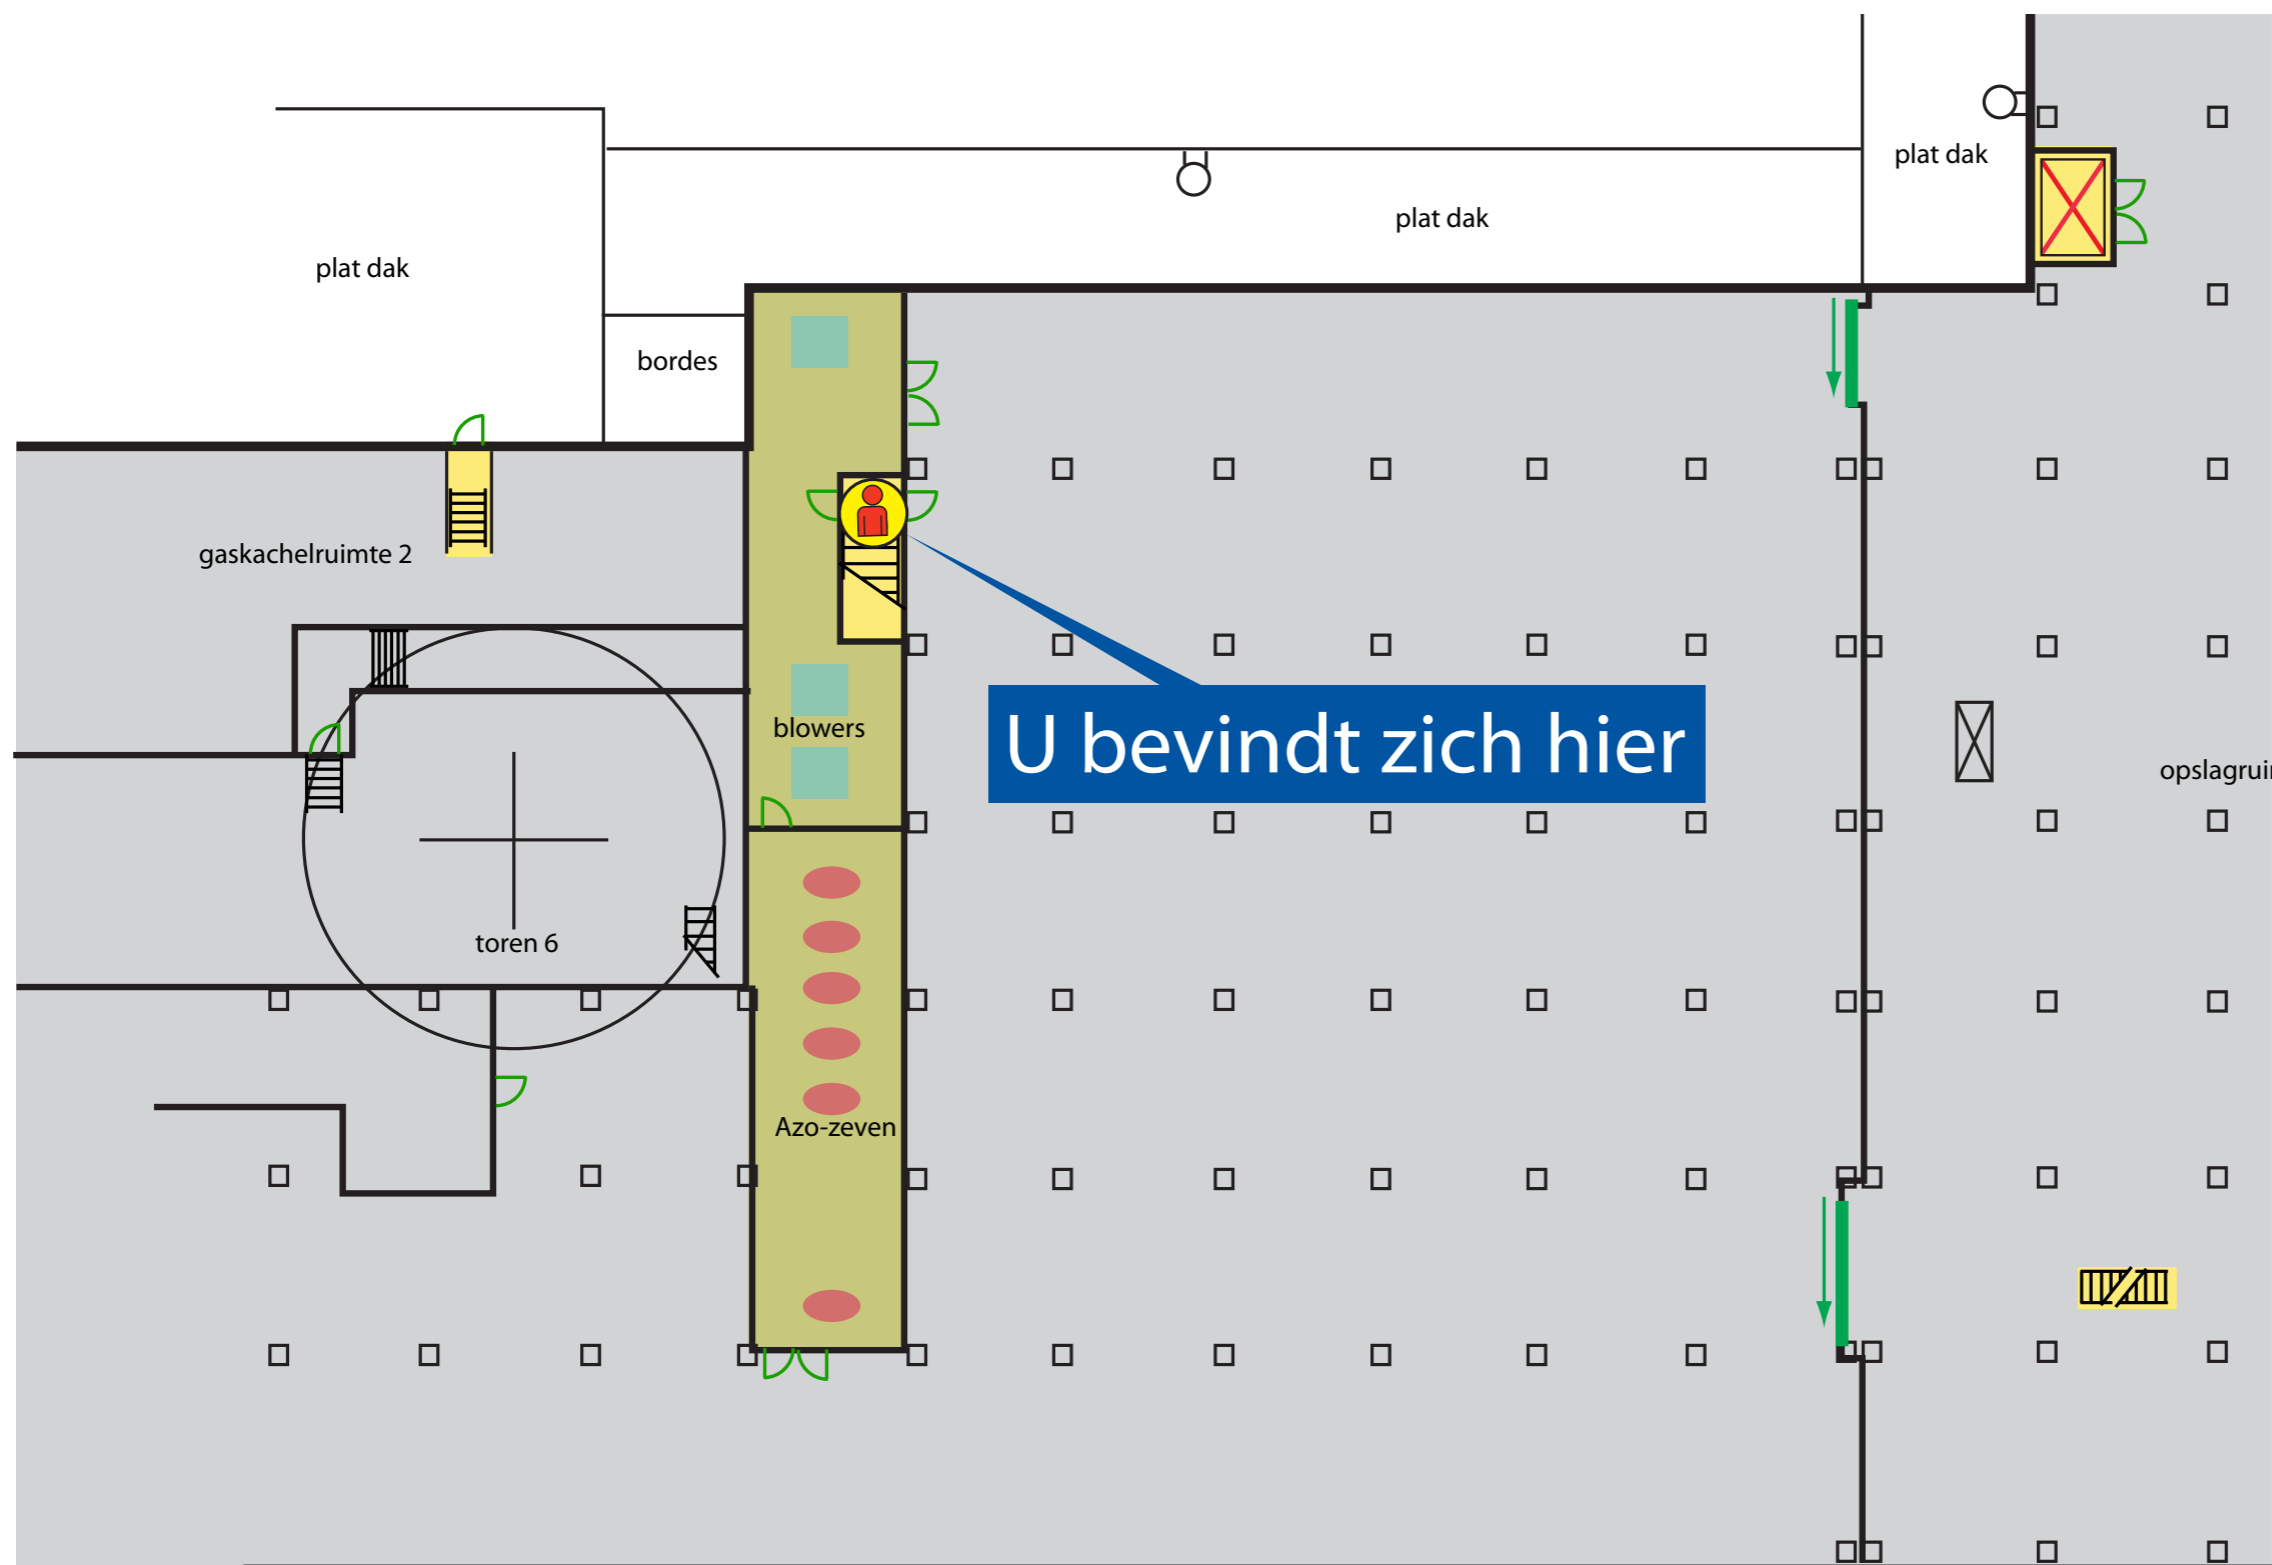 plat dak
plat dak
plat dak
bordes
gaskachelruimte 2
blowers
U bevindt zich hier
toren 6
Azo-zeven